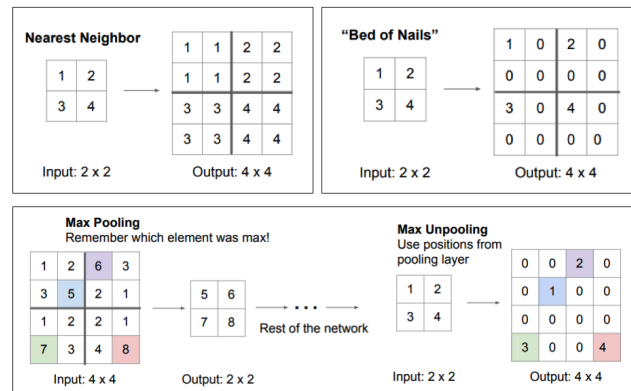 Nearest Neighbor
1 2
3 4
1 1 2 2
1 1 2 2
3 3 4 4
3 3 4 4
Input: 2 x 2
Output: 4 x 4
“Bed of Nails”
1 2
3 4
1 0 2 0
0 0 0 0
3 0 4 0
0 0 0 0
Input: 2 x 2
Output: 4 x 4
Max Pooling
Remember which element was max!
1 2 6 3
3 5 2 1
1 2 2 1
7 3 4 8
Input: 4 x 4
5 6
7 8
Output: 2 x 2
• • •
Rest of the network
Max Unpooling
Use positions from
pooling layer
1 2
3 4
Input: 2 x 2
0 0 2 0
0 1 0 0
0 0 0 0
3 0 0 4
Output: 4 x 4